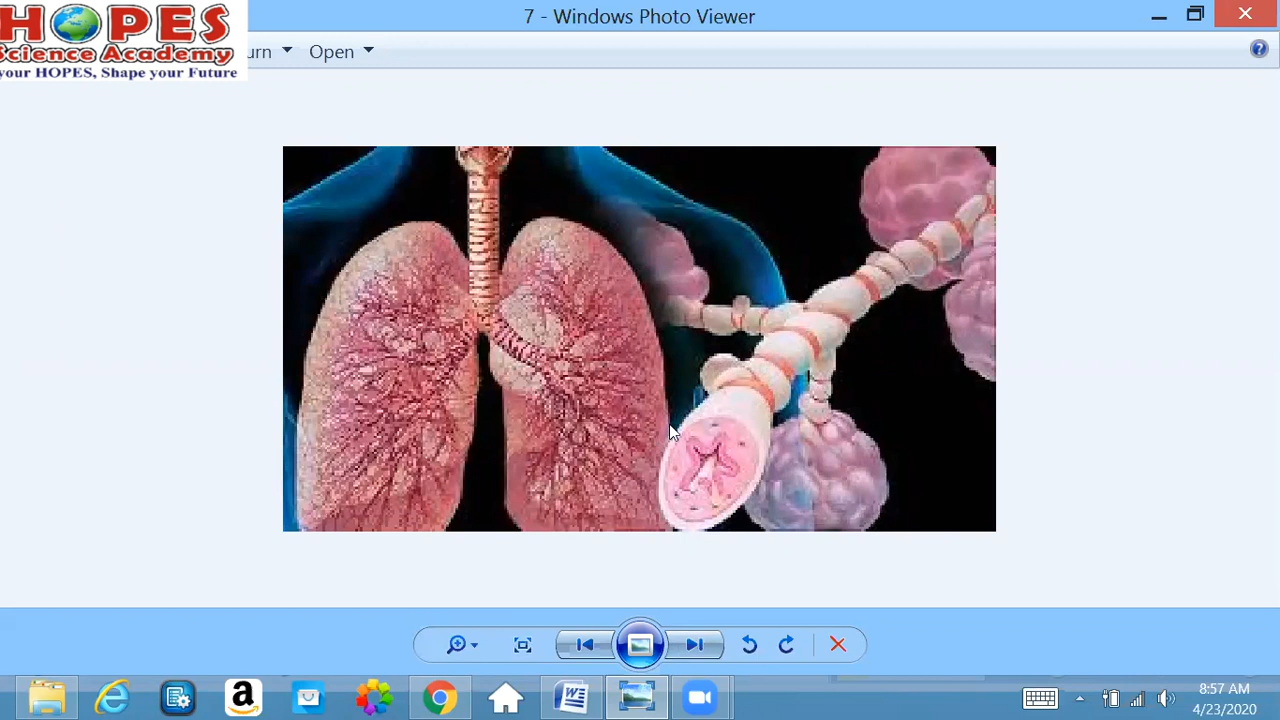 7 - Windows Photo Viewer
HOPES
Science Academy
your HOPES, Shape your Future
Open
8:57 AM
4/23/2020